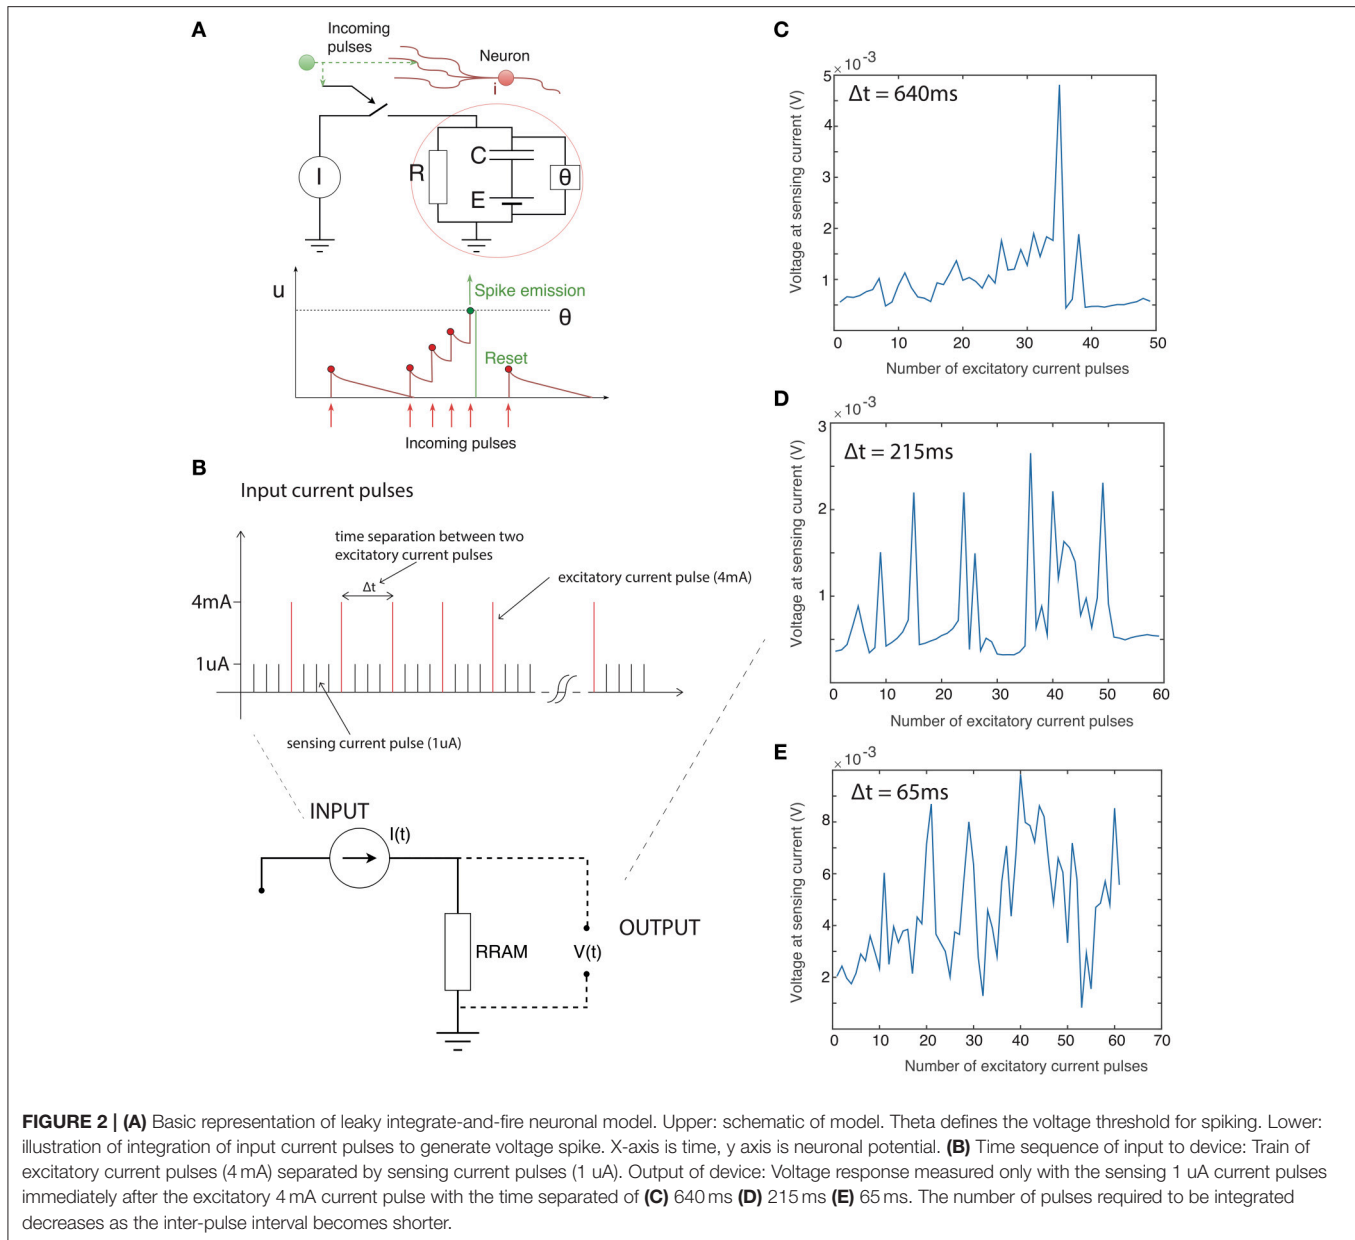 A
Incoming
pulses
Neuron
i
I
R
C
E
θ
u
Spike emission
θ
Reset
Incoming pulses
B
Input current pulses
time separation between two
excitatory current pulses
Δt
excitatory current pulse (4mA)
4mA
1uA
sensing current pulse (1uA)
INPUT
I(t)
RRAM
V(t)
OUTPUT
C
×10⁻³
Δt = 640ms
Voltage at sensing current (V)
5
4
3
2
1
0 10 20 30 40 50
Number of excitatory current pulses
D
×10⁻³
Δt = 215ms
Voltage at sensing current (V)
3
2
1
0 10 20 30 40 50 60
Number of excitatory current pulses
E
×10⁻³
Δt = 65ms
Voltage at sensing current (V)
8
6
4
2
0 10 20 30 40 50 60 70
Number of excitatory current pulses
FIGURE 2 | (A) Basic representation of leaky integrate-and-fire neuronal model. Upper: schematic of model. Theta defines the voltage threshold for spiking. Lower:
illustration of integration of input current pulses to generate voltage spike. X-axis is time, y axis is neuronal potential. (B) Time sequence of input to device: Train of
excitatory current pulses (4 mA) separated by sensing current pulses (1 uA). Output of device: Voltage response measured only with the sensing 1 uA current pulses
immediately after the excitatory 4 mA current pulse with the time separated of (C) 640 ms (D) 215 ms (E) 65 ms. The number of pulses required to be integrated
decreases as the inter-pulse interval becomes shorter.